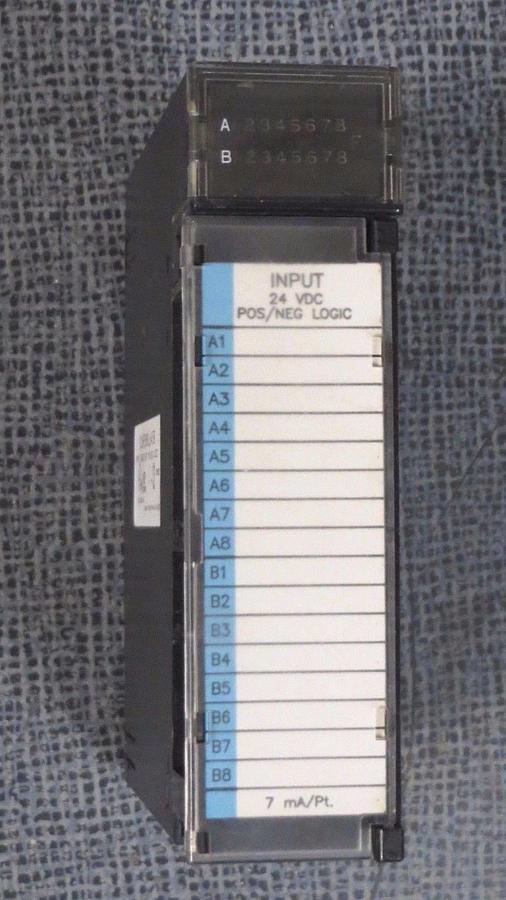 A 2345678
F
B 2345678
INPUT
24 VDC
POS/NEG LOGIC
A1
A2
A3
A4
A5
A6
A7
A8
B1
B2
B3
B4
B5
B6
B7
B8
7 mA/Pt.